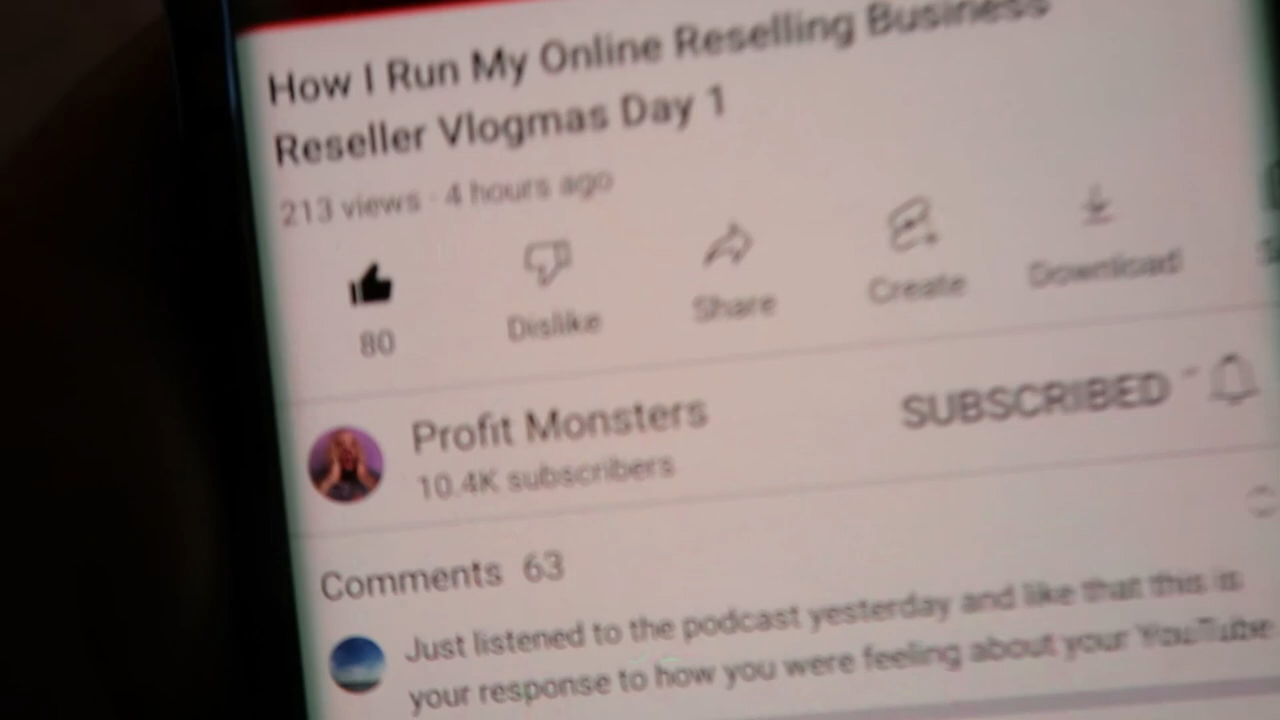 How I Run My Online Reselling Business
Reseller Vlogmas Day 1
213 views · 4 hours ago
80
Dislike
Share
Create
Download
Profit Monsters
10.4K subscribers
SUBSCRIBED
Comments 63
Just listened to the podcast yesterday and like that this is
your response to how you were feeling about your YouTube